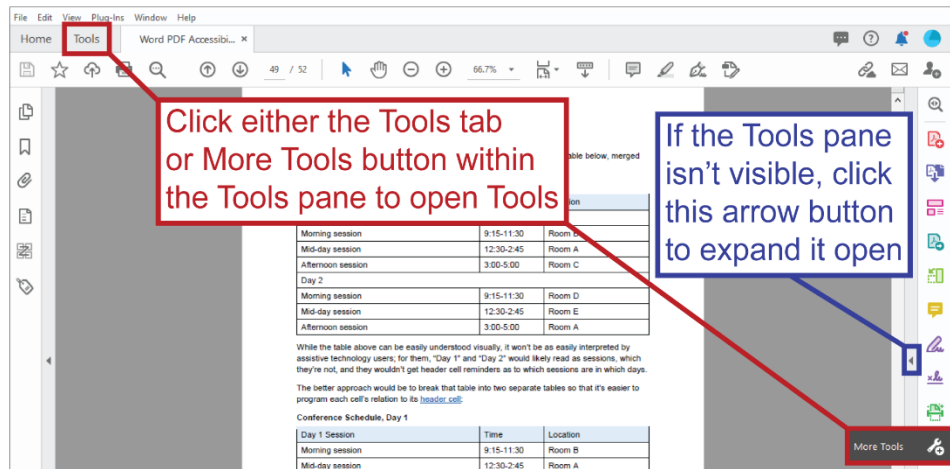 File Edit View Plug-Ins Window Help
Home Tools Word PDF Accessibi... ×
49 / 52 66.7%
Click either the Tools tab
or More Tools button within
the Tools pane to open Tools
If the Tools pane
isn't visible, click
this arrow button
to expand it open
able below, merged
ion
Morning session 9:15-11:30 Room B
Mid-day session 12:30-2:45 Room A
Afternoon session 3:00-5:00 Room C
Day 2
Morning session 9:15-11:30 Room D
Mid-day session 12:30-2:45 Room E
Afternoon session 3:00-5:00 Room A
While the table above can be easily understood visually, it won't be as easily interpreted by
assistive technology users; for them, "Day 1" and "Day 2" would likely read as sessions, which
they're not, and they wouldn't get header cell reminders as to which sessions are in which days.
The better approach would be to break that table into two separate tables so that it's easier to
program each cell's relation to its header cell:
Conference Schedule, Day 1
Day 1 Session Time Location
Morning session 9:15-11:30 Room B
Mid-day session 12:30-2:45 Room A
More Tools